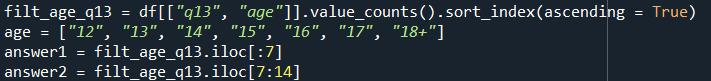 filt_age_q13 = df[["q13", "age"]].value_counts().sort_index(ascending = True)
age = ["12", "13", "14", "15", "16", "17", "18+"]
answer1 = filt_age_q13.iloc[:7]
answer2 = filt_age_q13.iloc[7:14]